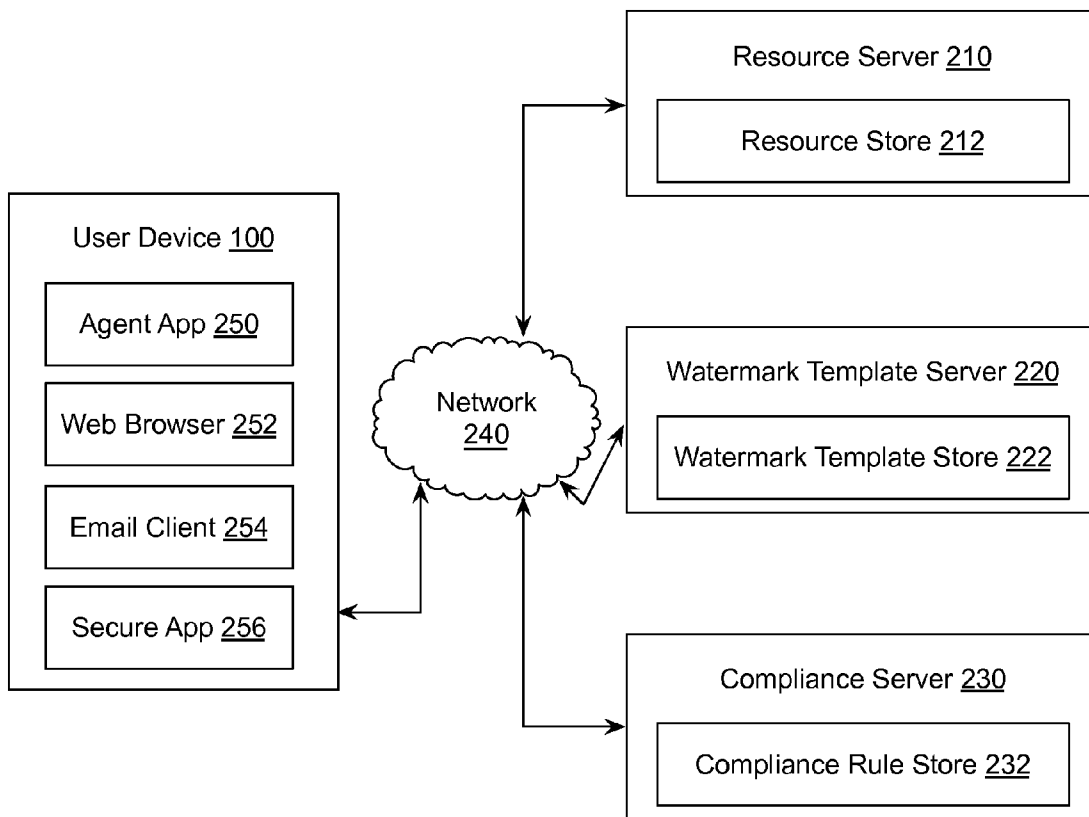 User Device 100
Agent App 250
Web Browser 252
Email Client 254
Secure App 256
Network
240
Resource Server 210
Resource Store 212
Watermark Template Server 220
Watermark Template Store 222
Compliance Server 230
Compliance Rule Store 232